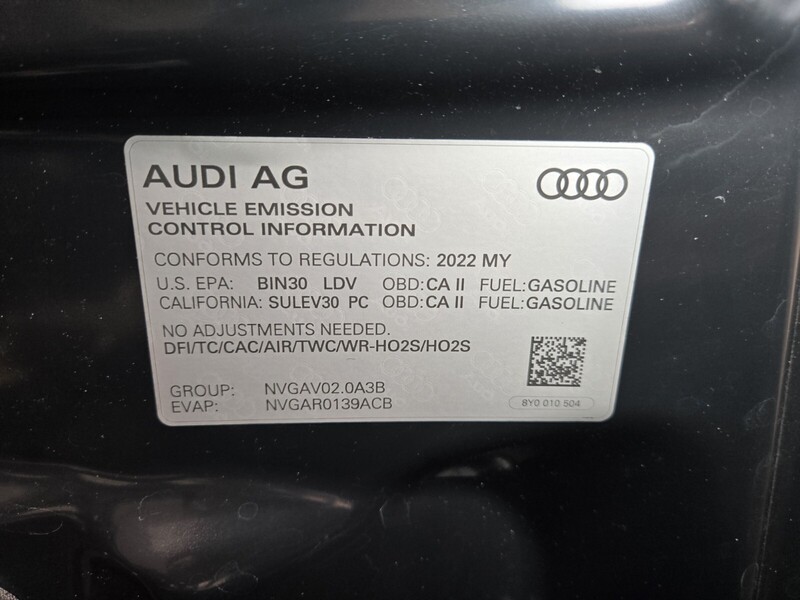 AUDI AG
VEHICLE EMISSION
CONTROL INFORMATION
CONFORMS TO REGULATIONS: 2022 MY
U.S. EPA: BIN30 LDV OBD:CA II FUEL:GASOLINE
CALIFORNIA: SULEV30 PC OBD:CA II FUEL:GASOLINE
NO ADJUSTMENTS NEEDED.
DFI/TC/CAC/AIR/TWC/WR-HO2S/HO2S
GROUP: NVGAV02.0A3B
EVAP: NVGAR0139ACB
8Y0 010 504